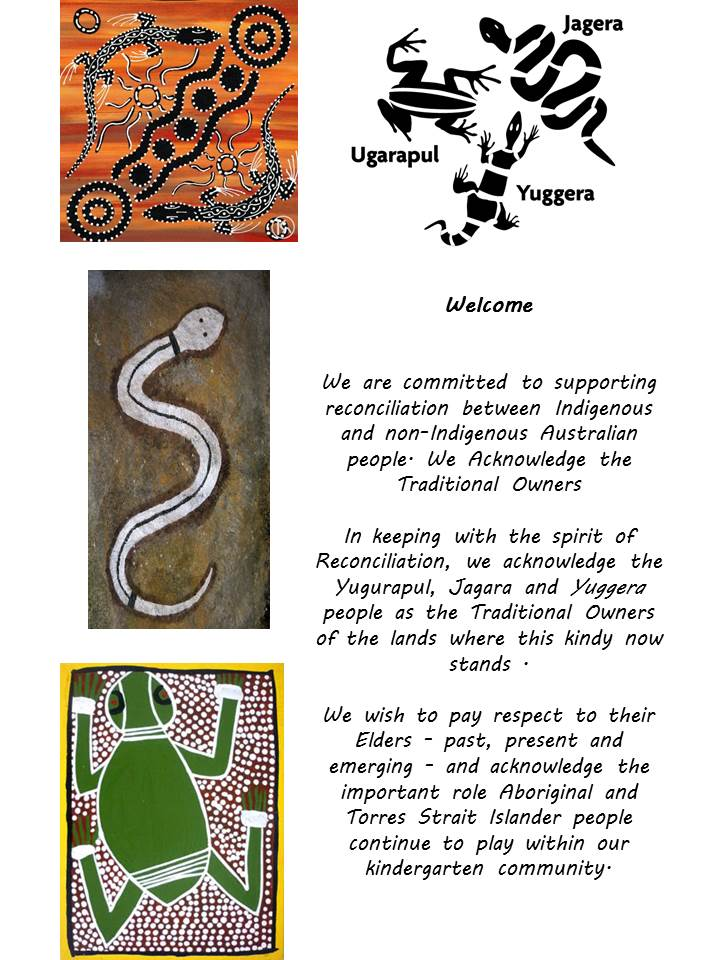 Jagera
Ugarapul
Yuggera
Welcome
We are committed to supporting
reconciliation between Indigenous
and non-Indigenous Australian
people. We Acknowledge the
Traditional Owners
In keeping with the spirit of
Reconciliation, we acknowledge the
Yugurapul, Jagara and Yuggera
people as the Traditional Owners
of the lands where this kindy now
stands .
We wish to pay respect to their
Elders - past, present and
emerging - and acknowledge the
important role Aboriginal and
Torres Strait Islander people
continue to play within our
kindergarten community.